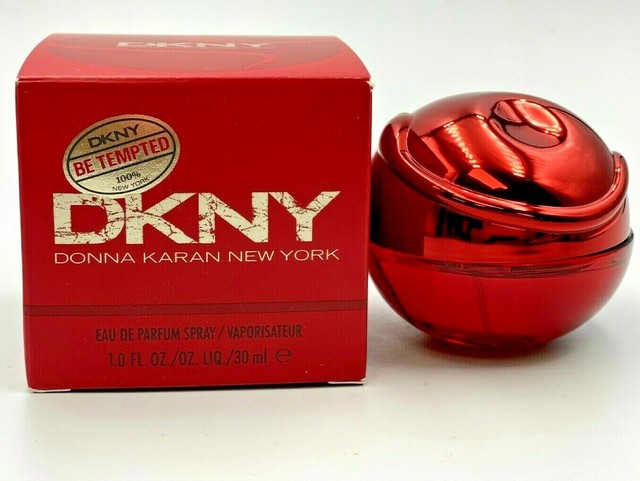 DKNY
DKNY
BE TEMPTED
100%
NEW YORK
DKNY
DONNA KARAN NEW YORK
EAU DE PARFUM SPRAY/VAPORISATEUR
1.0 FL. OZ./OZ. LIQ./30 ml ℮